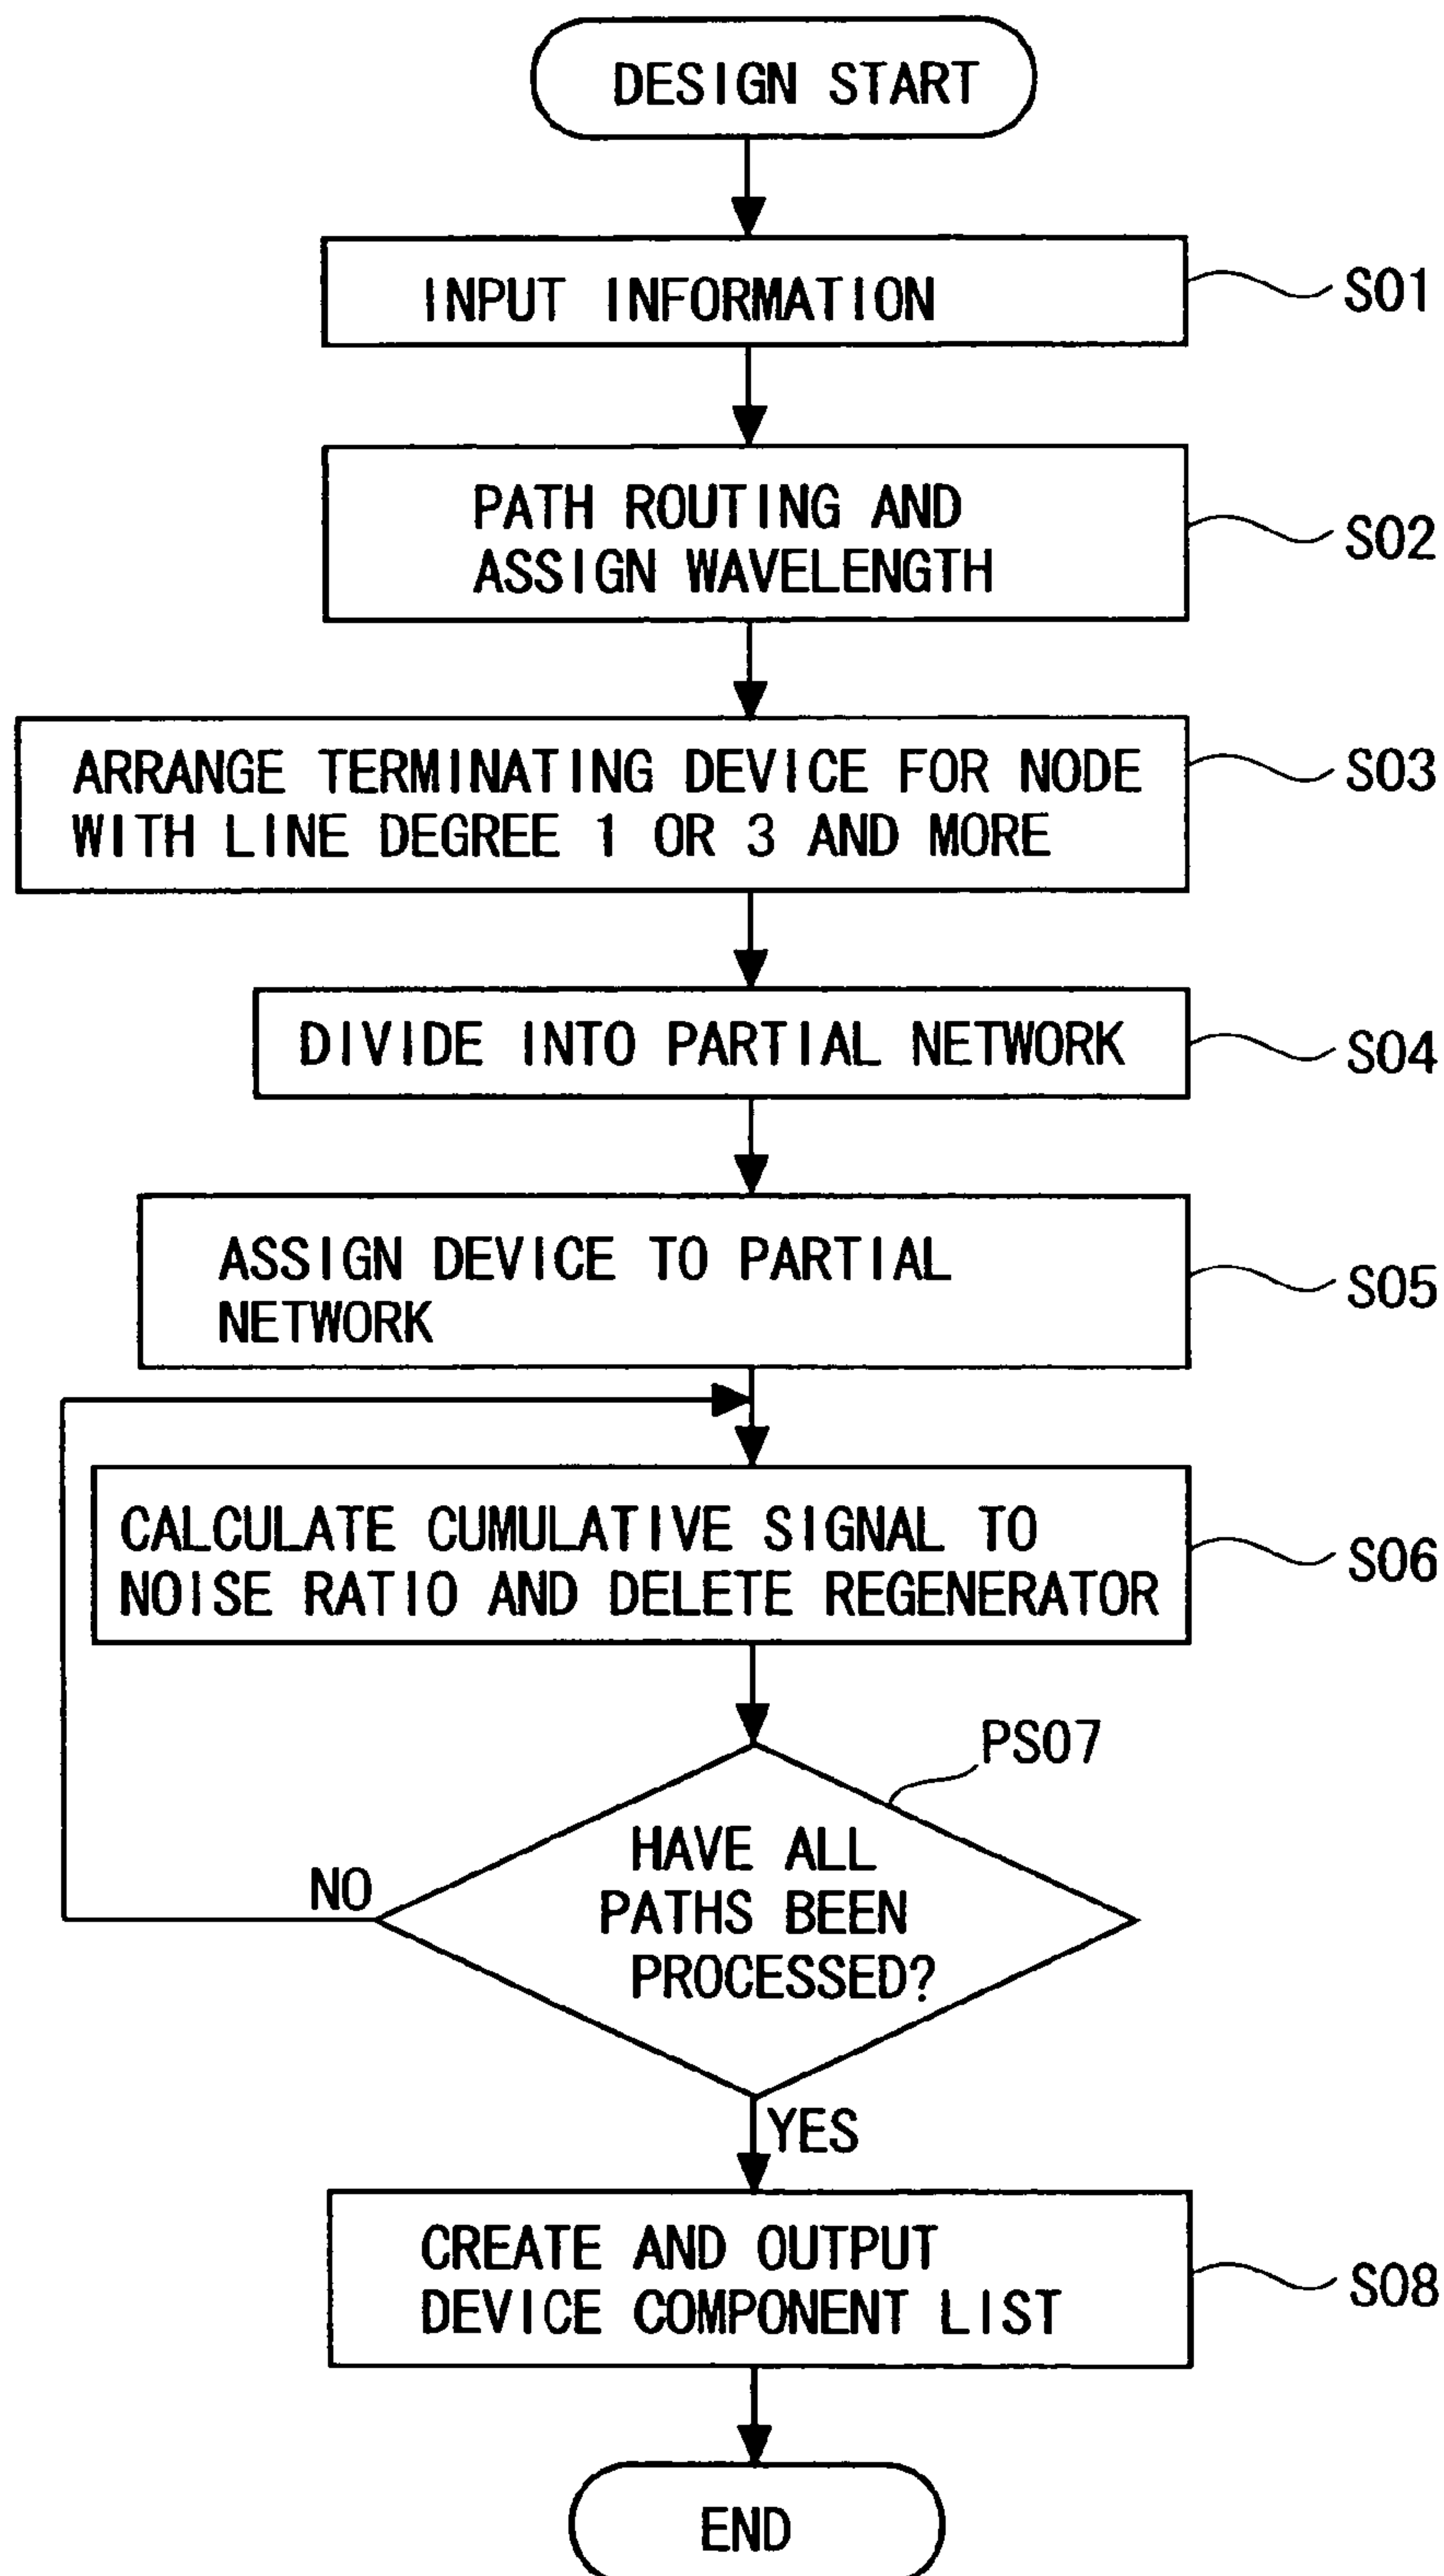 DESIGN START
INPUT INFORMATION
S01
PATH ROUTING AND
ASSIGN WAVELENGTH
S02
ARRANGE TERMINATING DEVICE FOR NODE
WITH LINE DEGREE 1 OR 3 AND MORE
S03
DIVIDE INTO PARTIAL NETWORK
S04
ASSIGN DEVICE TO PARTIAL
NETWORK
S05
CALCULATE CUMULATIVE SIGNAL TO
NOISE RATIO AND DELETE REGENERATOR
S06
PS07
HAVE ALL
PATHS BEEN
PROCESSED?
NO
YES
CREATE AND OUTPUT
DEVICE COMPONENT LIST
S08
END